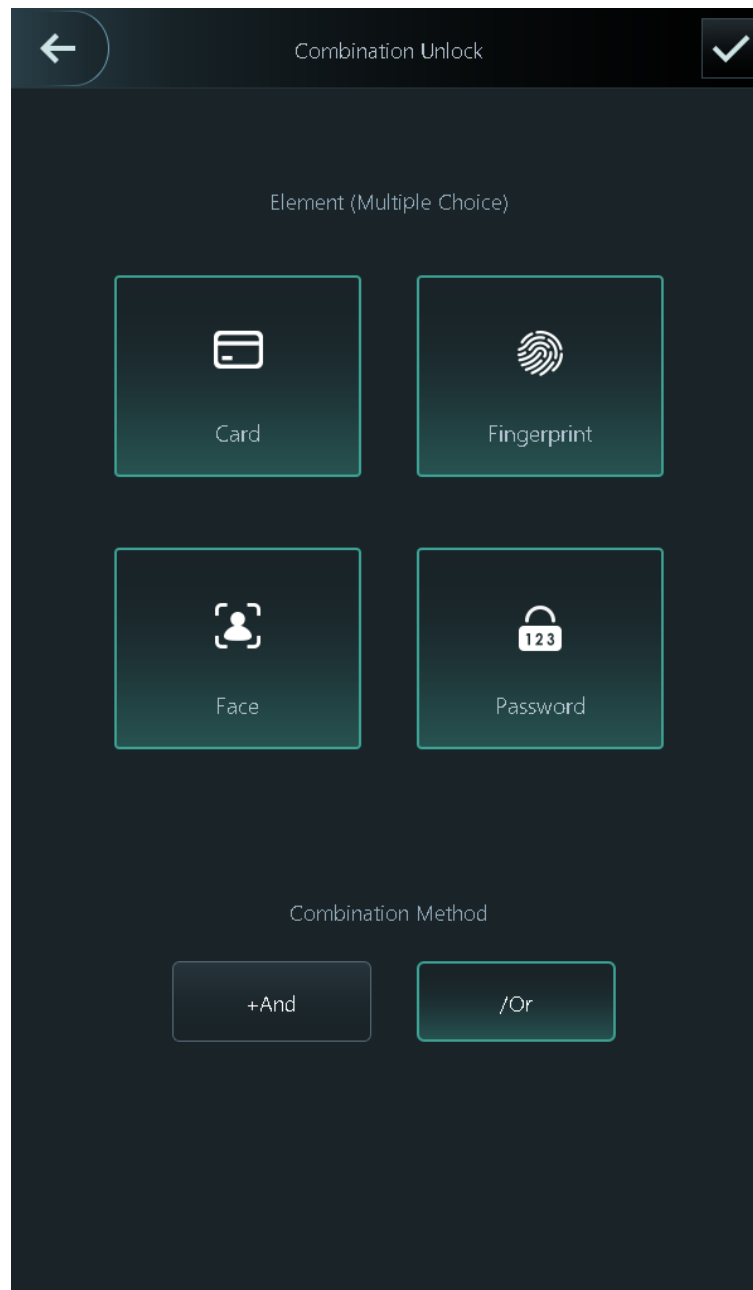 Combination Unlock
Element (Multiple Choice)
Card
Fingerprint
Face
123
Password
Combination Method
+And
/Or